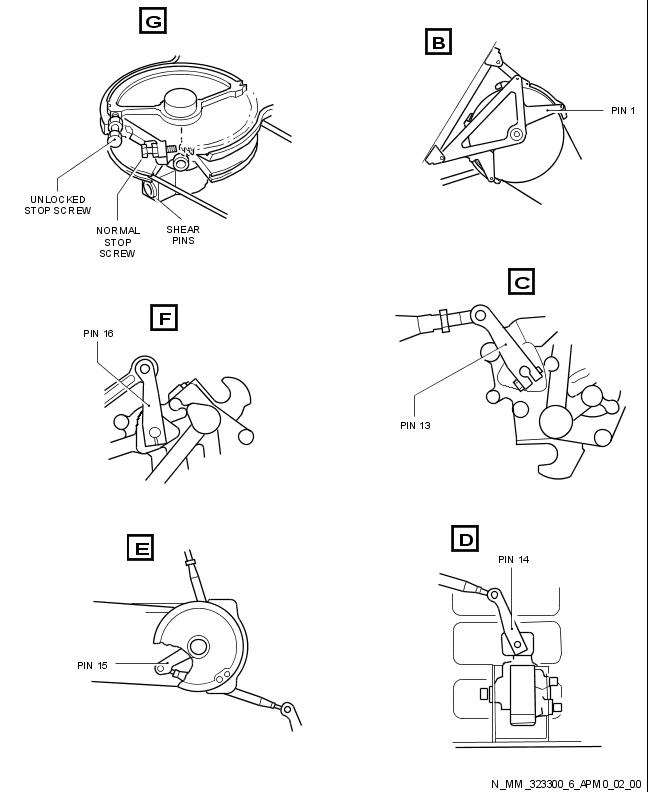 G
B
PIN 1
UNLOCKED
STOP SCREW
NORMAL
STOP
SCREW
SHEAR
PINS
C
F
PIN 16
PIN 13
E
D
PIN 14
PIN 15
N_MM_323300_6_APM0_02_00